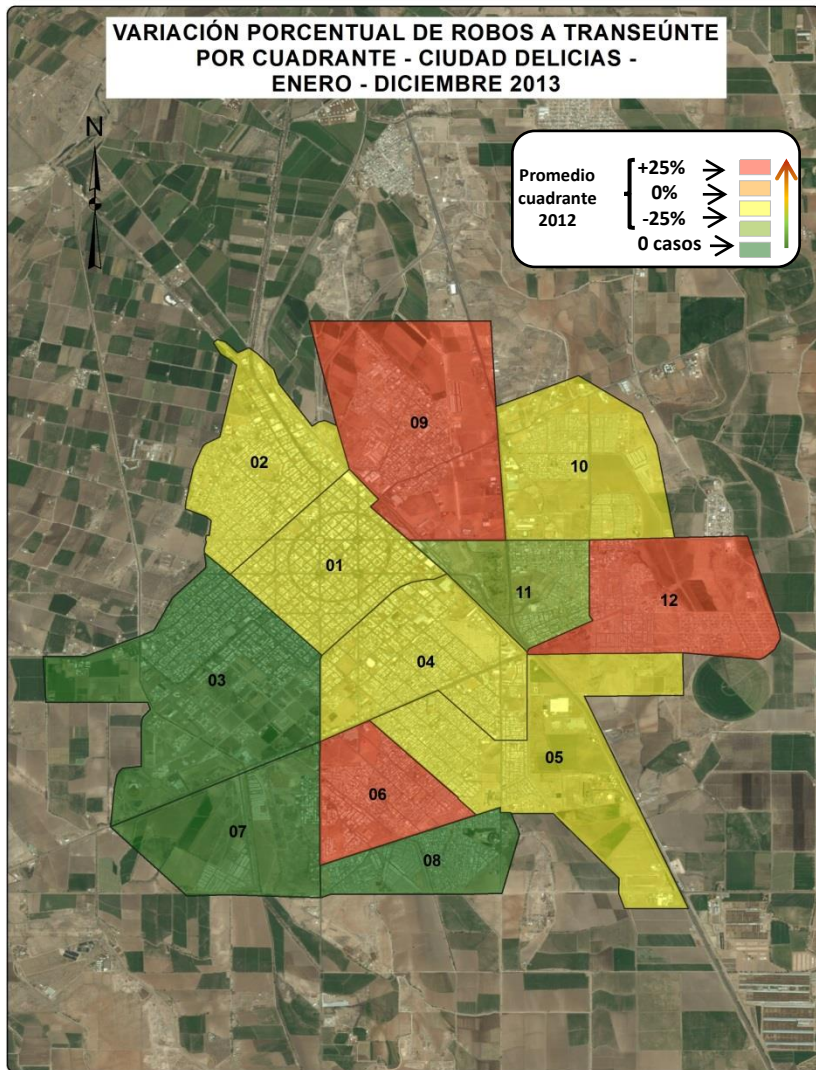 VARIACIÓN PORCENTUAL DE ROBOS A TRANSEÚNTE
POR CUADRANTE - CIUDAD DELICIAS -
ENERO - DICIEMBRE 2013
N
Promedio
cuadrante
2012
+25%
0%
-25%
0 casos
09
02
10
01
11
12
04
03
05
06
07
08